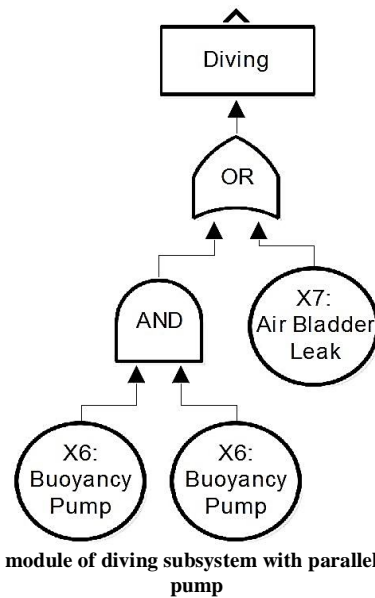 Diving
OR
X7:
Air Bladder
Leak
AND
X6:
Buoyancy
Pump
X6:
Buoyancy
Pump
module of diving subsystem with parallel
pump